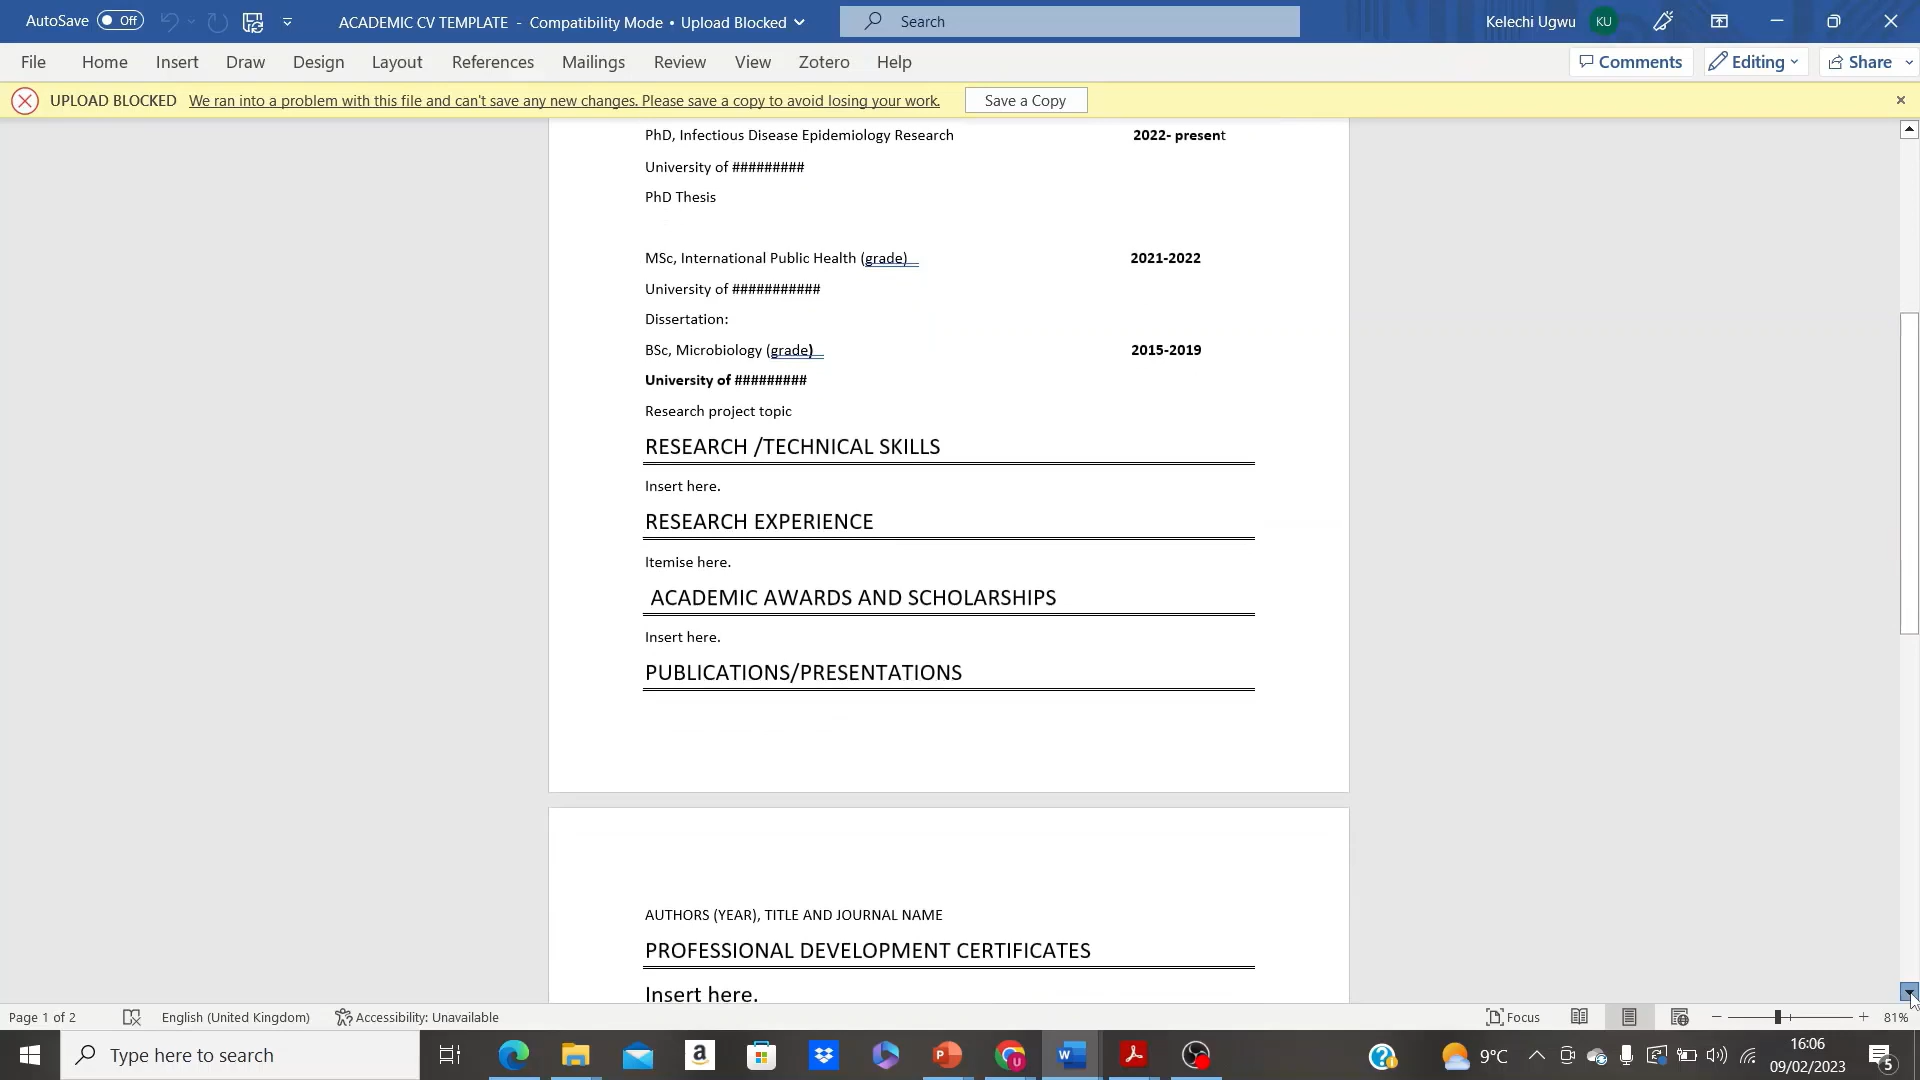 AutoSave Off ACADEMIC CV TEMPLATE - Compatibility Mode • Upload Blocked Search Kelechi Ugwu KU
File Home Insert Draw Design Layout References Mailings Review View Zotero Help Comments Editing Share
UPLOAD BLOCKED We ran into a problem with this file and can't save any new changes. Please save a copy to avoid losing your work. Save a Copy
PhD, Infectious Disease Epidemiology Research 2022- present
University of #########
PhD Thesis
MSc, International Public Health (grade) 2021-2022
University of ###########
Dissertation:
BSc, Microbiology (grade) 2015-2019
University of #########
Research project topic
RESEARCH /TECHNICAL SKILLS
Insert here.
RESEARCH EXPERIENCE
Itemise here.
ACADEMIC AWARDS AND SCHOLARSHIPS
Insert here.
PUBLICATIONS/PRESENTATIONS
AUTHORS (YEAR), TITLE AND JOURNAL NAME
PROFESSIONAL DEVELOPMENT CERTIFICATES
Insert here.
Page 1 of 2 English (United Kingdom) Accessibility: Unavailable Focus 81%
Type here to search 9°C 16:06
09/02/2023 5